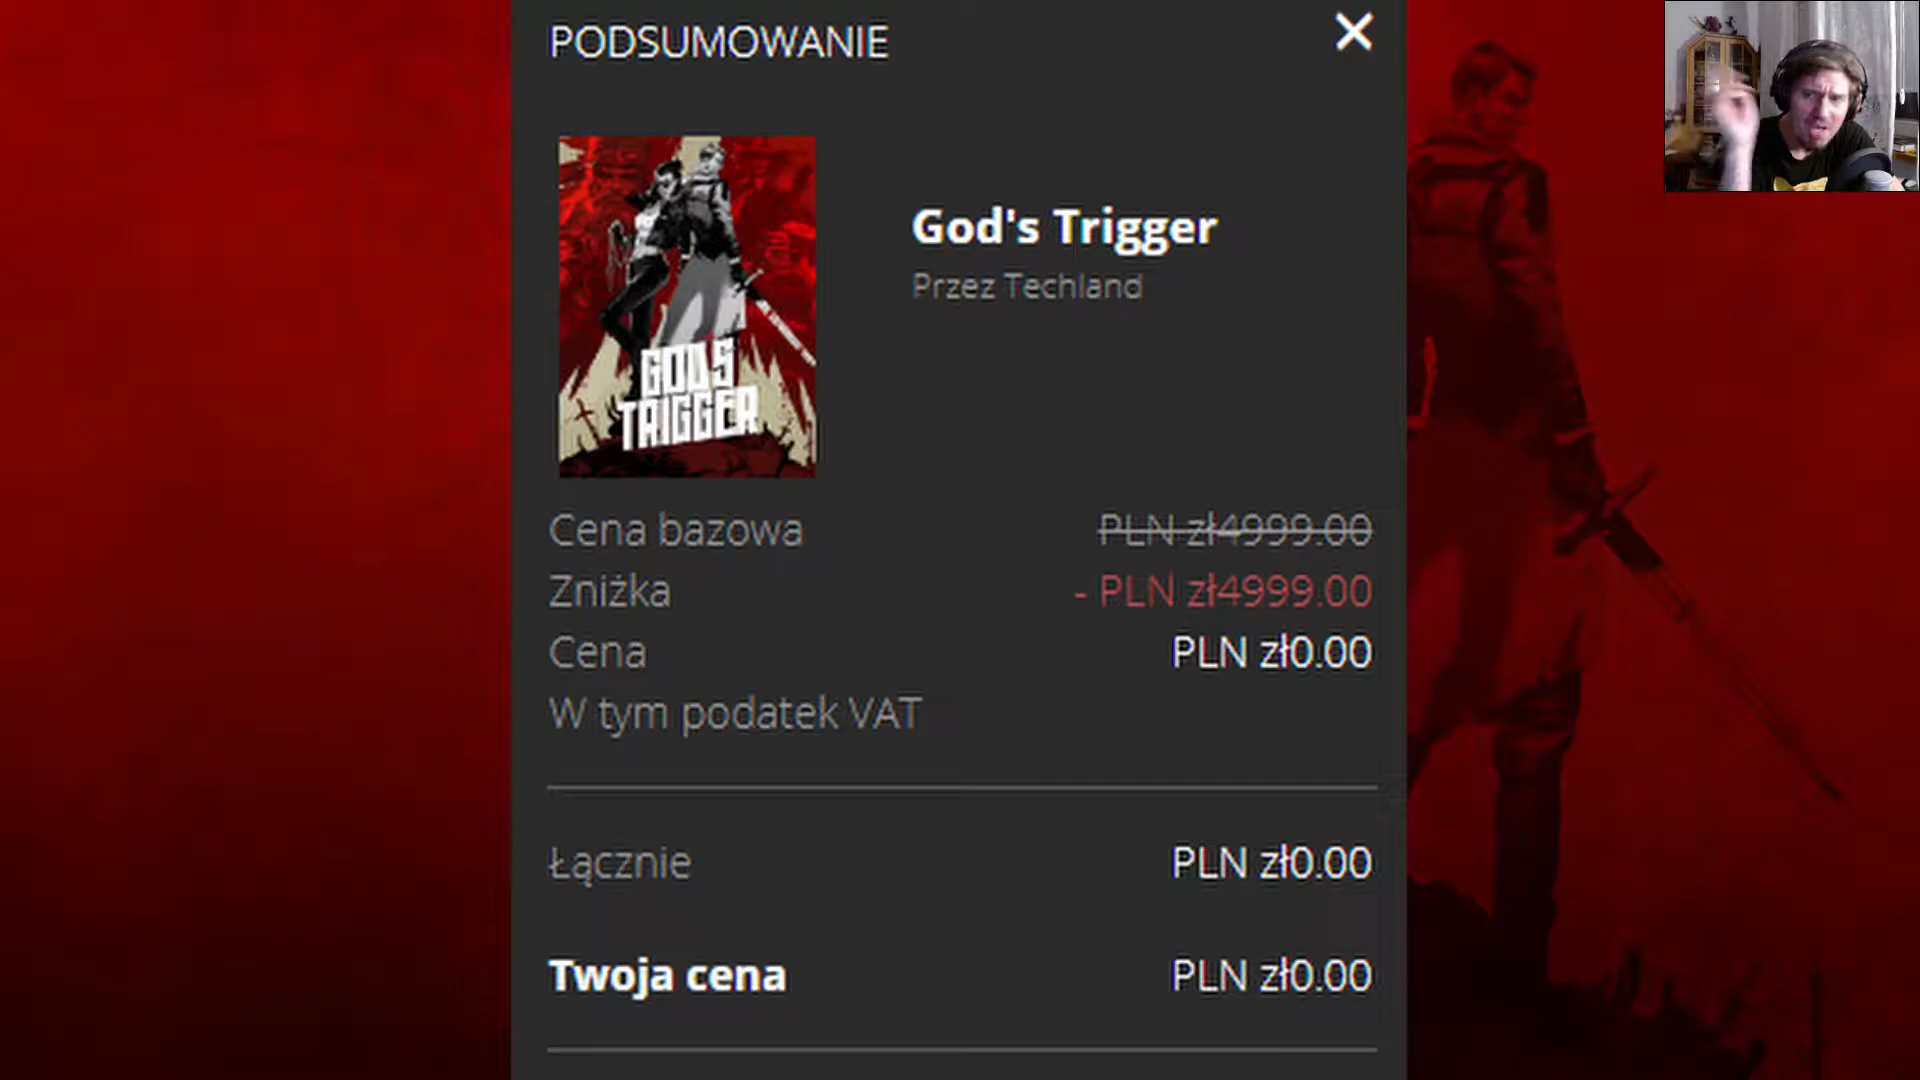 PODSUMOWANIE
GODS
TRIGGER
God's Trigger
Przez Techland
Cena bazowa PLN zł4999.00
Zniżka - PLN zł4999.00
Cena PLN zł0.00
W tym podatek VAT
Łącznie PLN zł0.00
Twoja cena PLN zł0.00